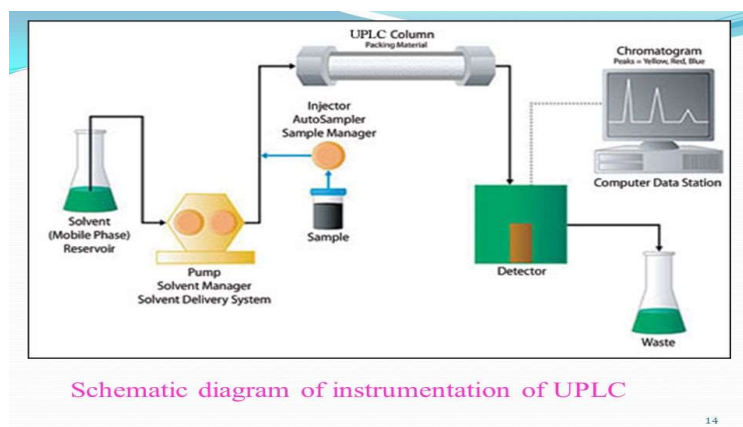 UPLC Column
Packing Material
Chromatogram
Peaks = Yellow, Red, Blue
Injector
AutoSampler
Sample Manager
Computer Data Station
Solvent
(Mobile Phase)
Reservoir
Sample
Pump
Solvent Manager
Solvent Delivery System
Detector
Waste
Schematic diagram of instrumentation of UPLC
14